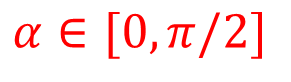 α ∈ [0, π/2]